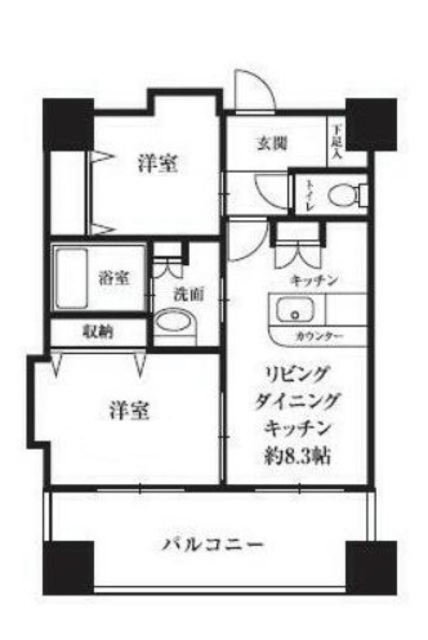 玄関
下足入
洋室
トイレ
浴室
洗面
キッチン
カウンター
収納
リビング
ダイニング
キッチン
約8.3帖
洋室
バルコニー